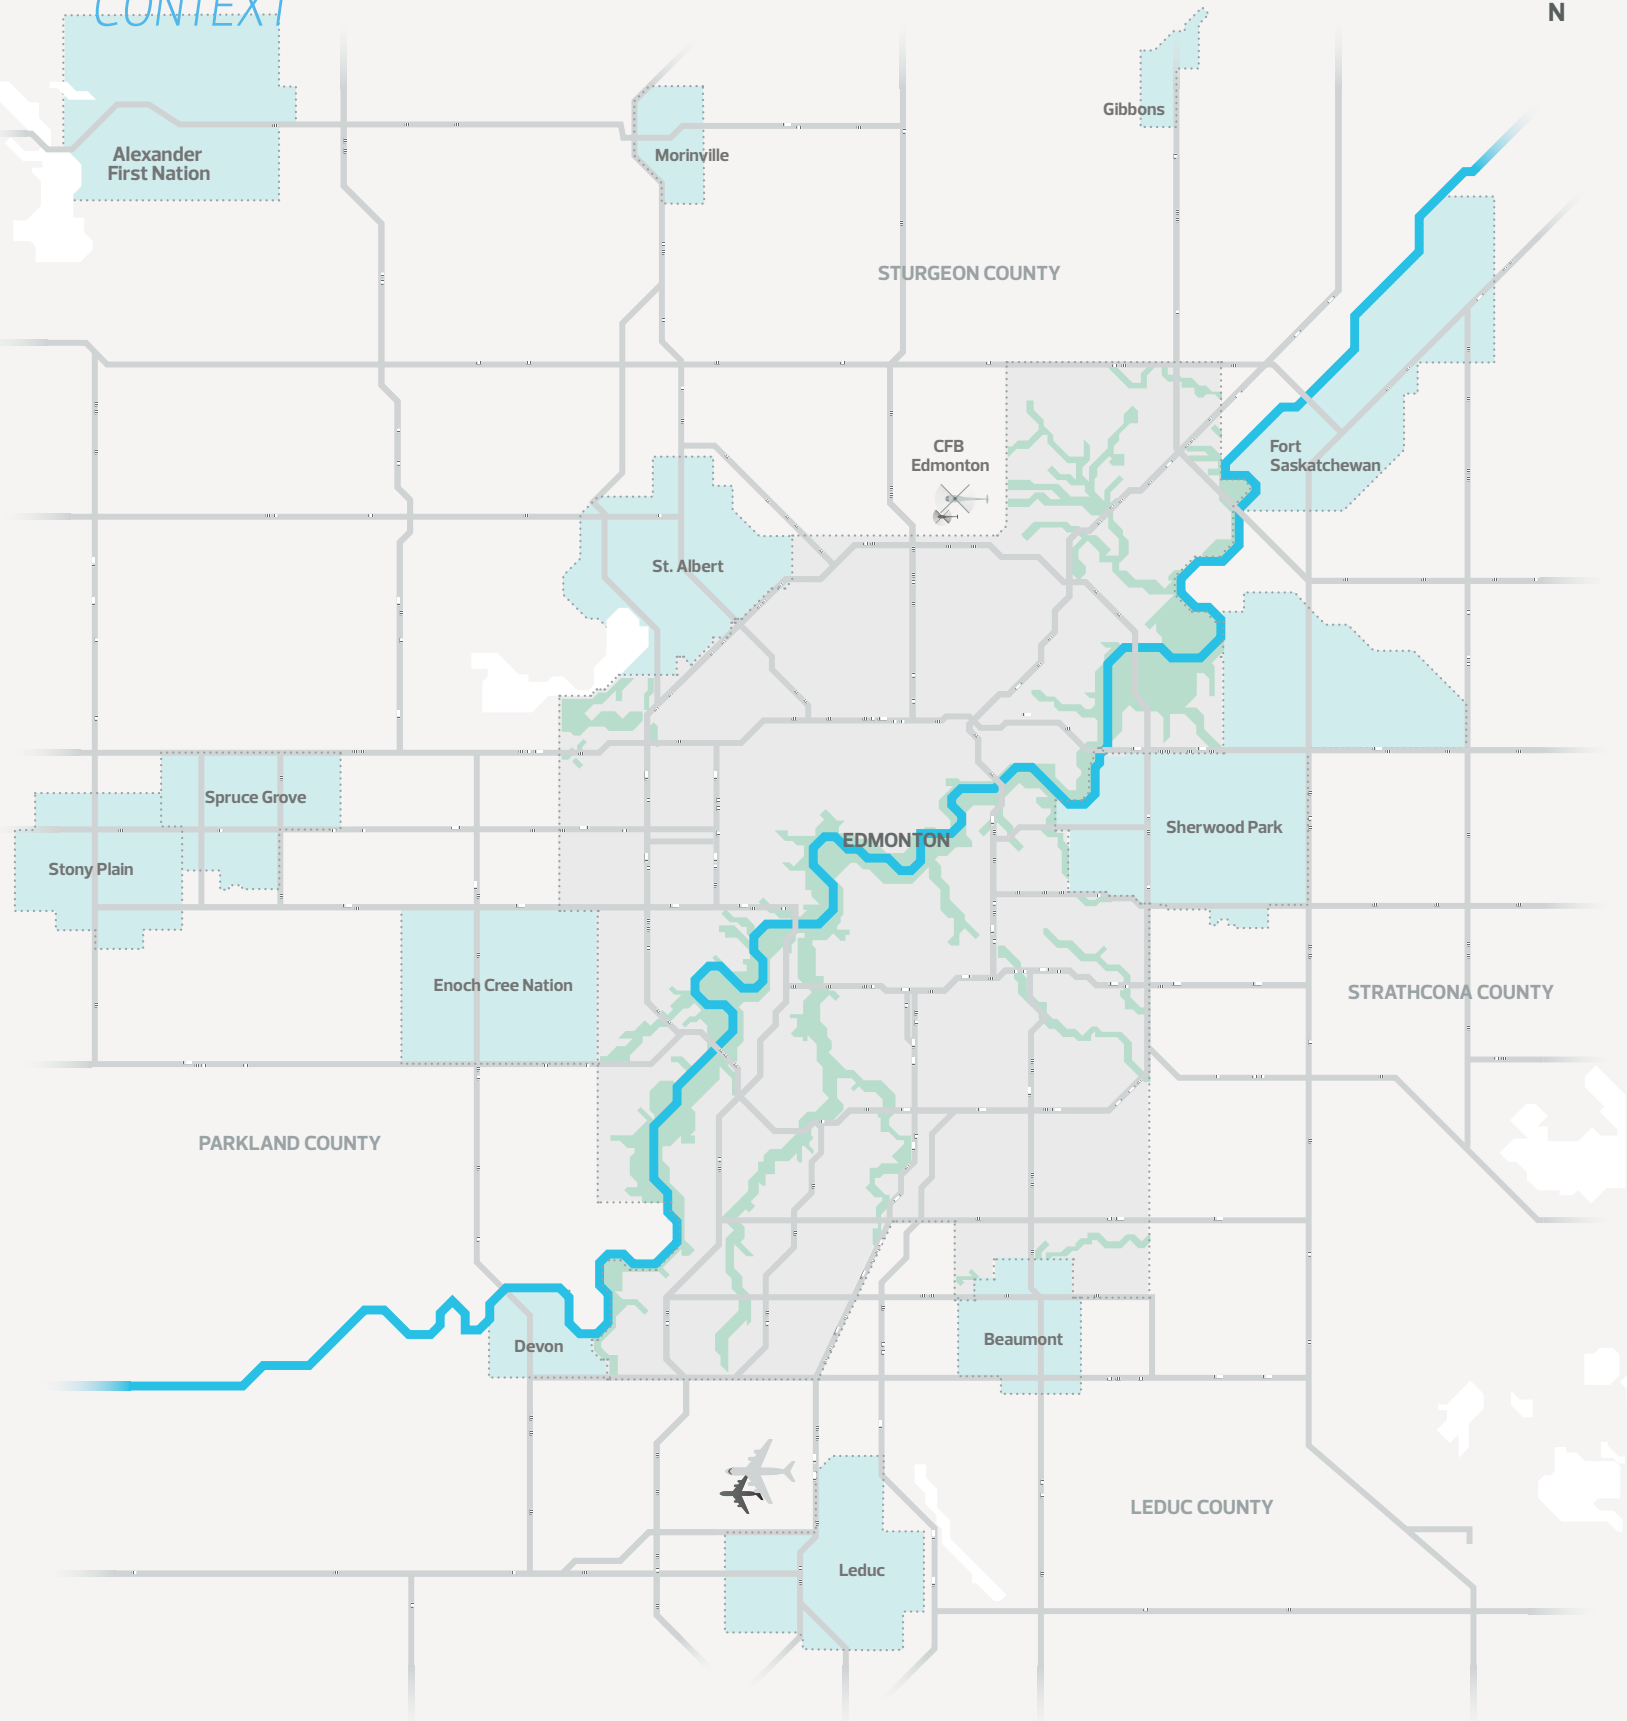 CONTEXT
N
Gibbons
Alexander
First Nation
Morinville
STURGEON COUNTY
CFB
Edmonton
Fort
Saskatchewan
St. Albert
Spruce Grove
Sherwood Park
EDMONTON
Stony Plain
Enoch Cree Nation
STRATHCONA COUNTY
PARKLAND COUNTY
Devon
Beaumont
LEDUC COUNTY
Leduc